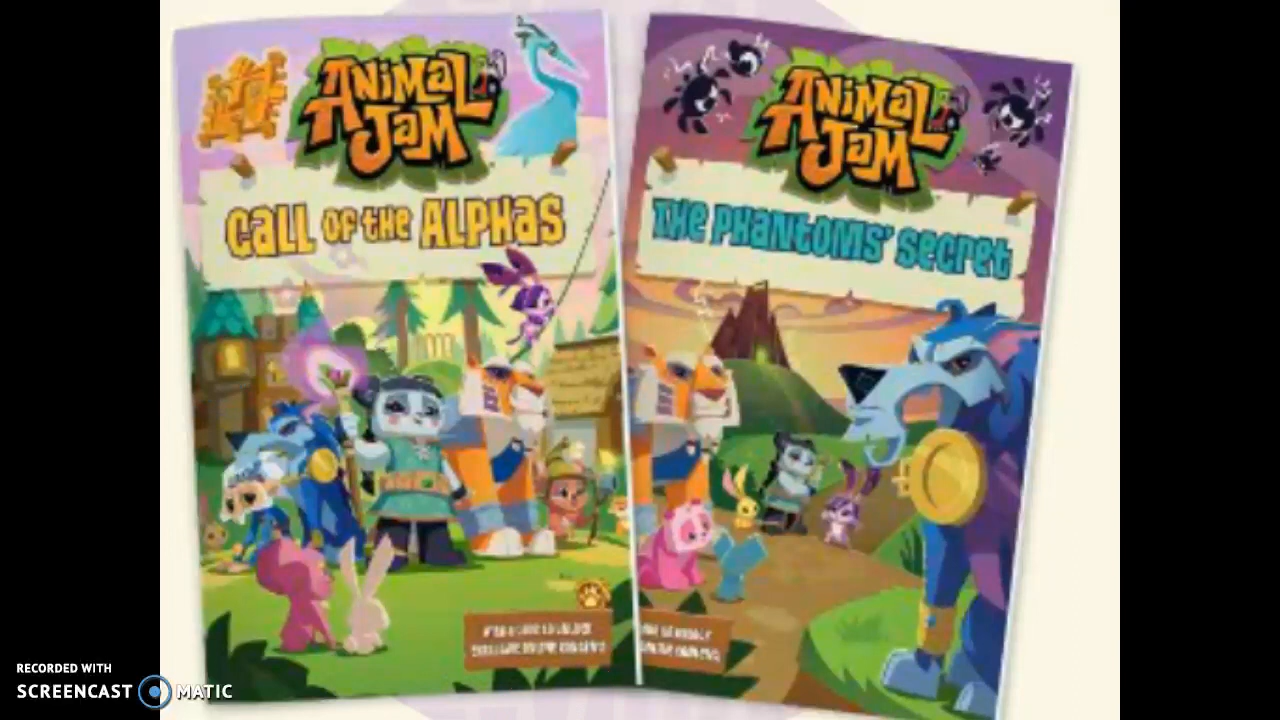 ANIMAL
JAM
CALL OF THE ALPHAS
ANIMAL
JAM
THE PHANTOMS' SECRET
RECORDED WITH
SCREENCAST MATIC